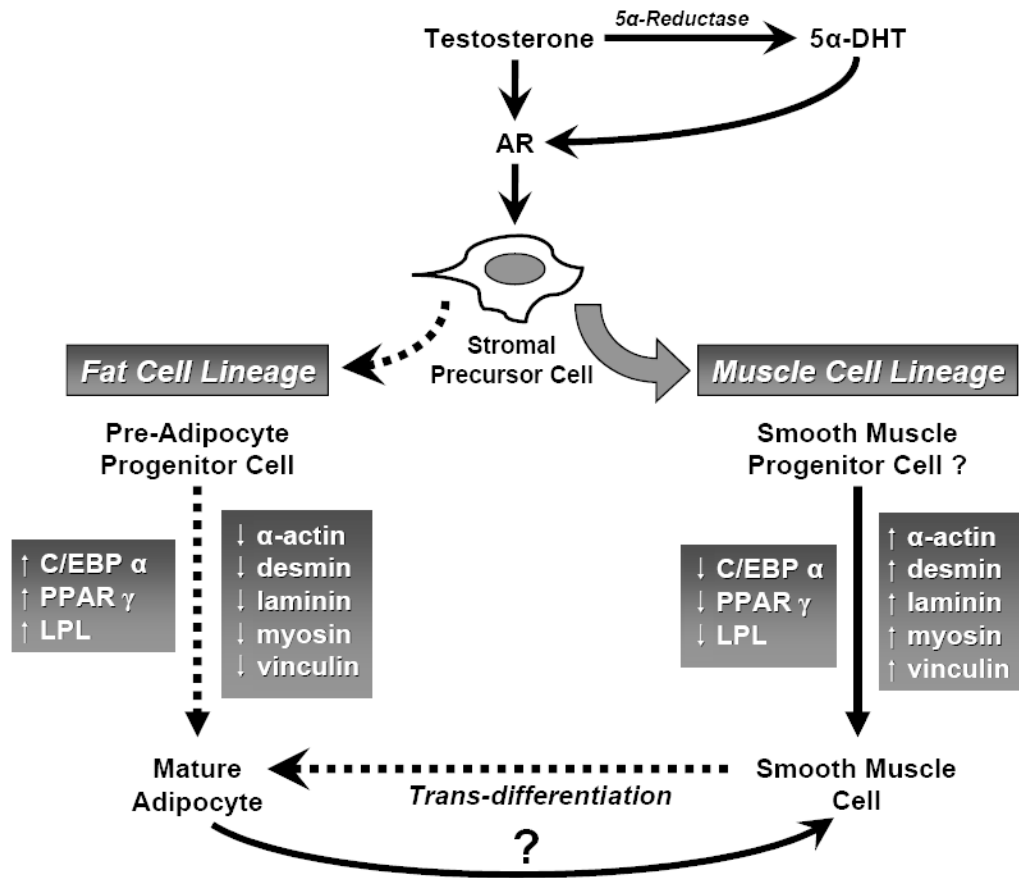 5α-Reductase
Testosterone
5α-DHT
AR
Stromal
Precursor Cell
Fat Cell Lineage
Muscle Cell Lineage
Pre-Adipocyte
Progenitor Cell
Smooth Muscle
Progenitor Cell ?
↑ C/EBP α
↑ PPAR γ
↑ LPL
↓ α-actin
↓ desmin
↓ laminin
↓ myosin
↓ vinculin
↓ C/EBP α
↓ PPAR γ
↓ LPL
↑ α-actin
↑ desmin
↑ laminin
↑ myosin
↑ vinculin
Mature
Adipocyte
Trans-differentiation
Smooth Muscle
Cell
?